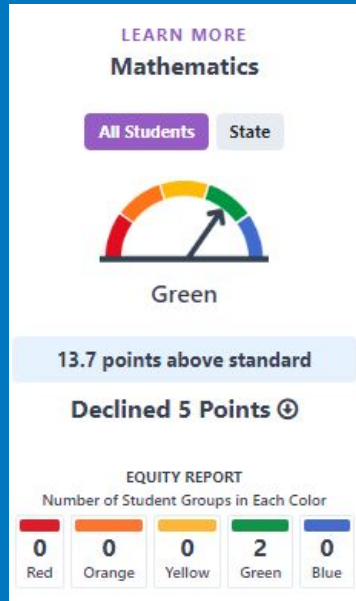 LEARN MORE
Mathematics
All Students State
Green
13.7 points above standard
Declined 5 Points
EQUITY REPORT
Number of Student Groups in Each Color
0 0 0 2 0
Red Orange Yellow Green Blue